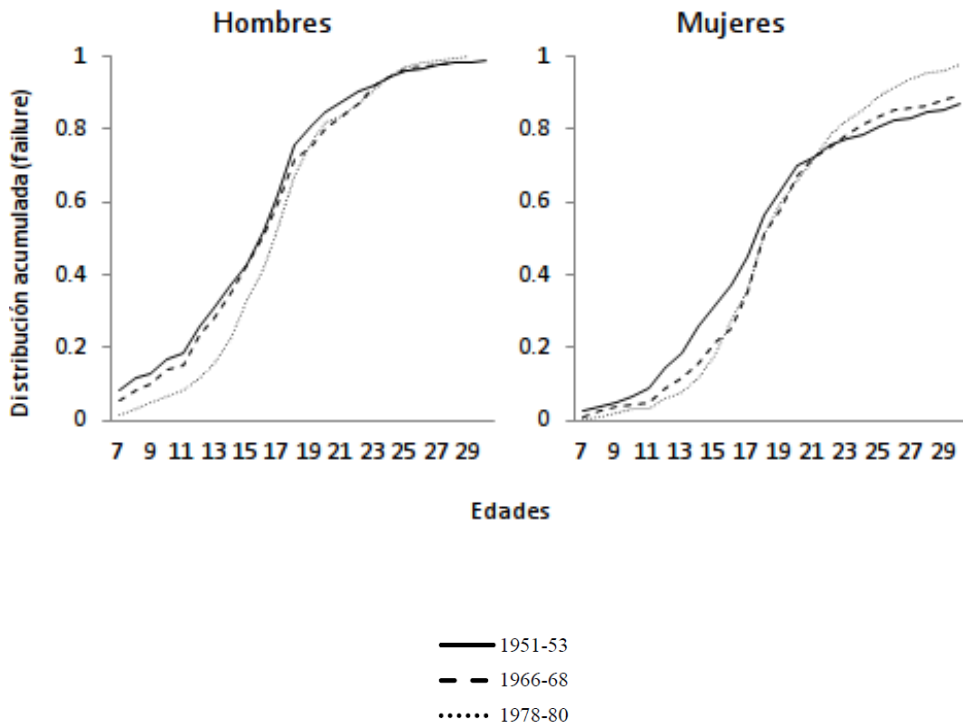 Hombres
Mujeres
Distribución acumulada (failure)
1
0.8
0.6
0.4
0.2
0
7 9 11 13 15 17 19 21 23 25 27 29
1
0.8
0.6
0.4
0.2
0
7 9 11 13 15 17 19 21 23 25 27 29
Edades
1951-53
1966-68
1978-80